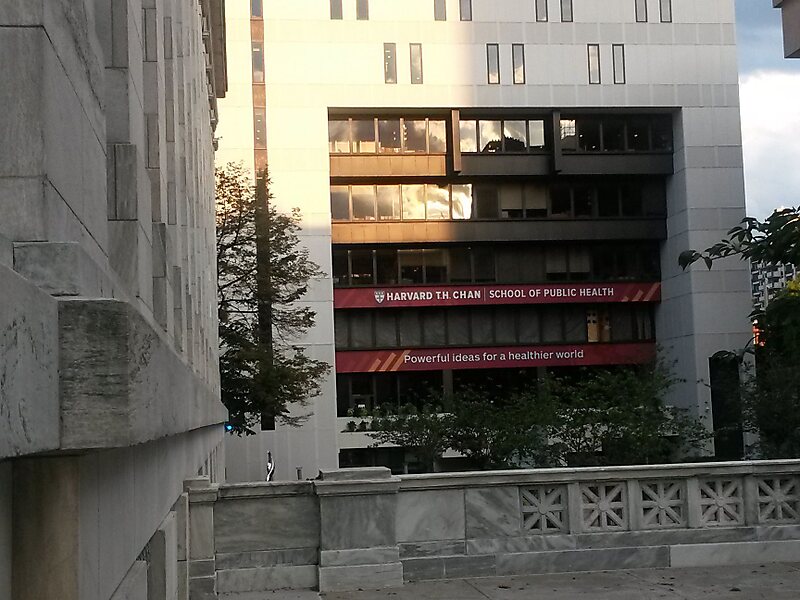 HARVARD T.H. CHAN | SCHOOL OF PUBLIC HEALTH
Powerful ideas for a healthier world